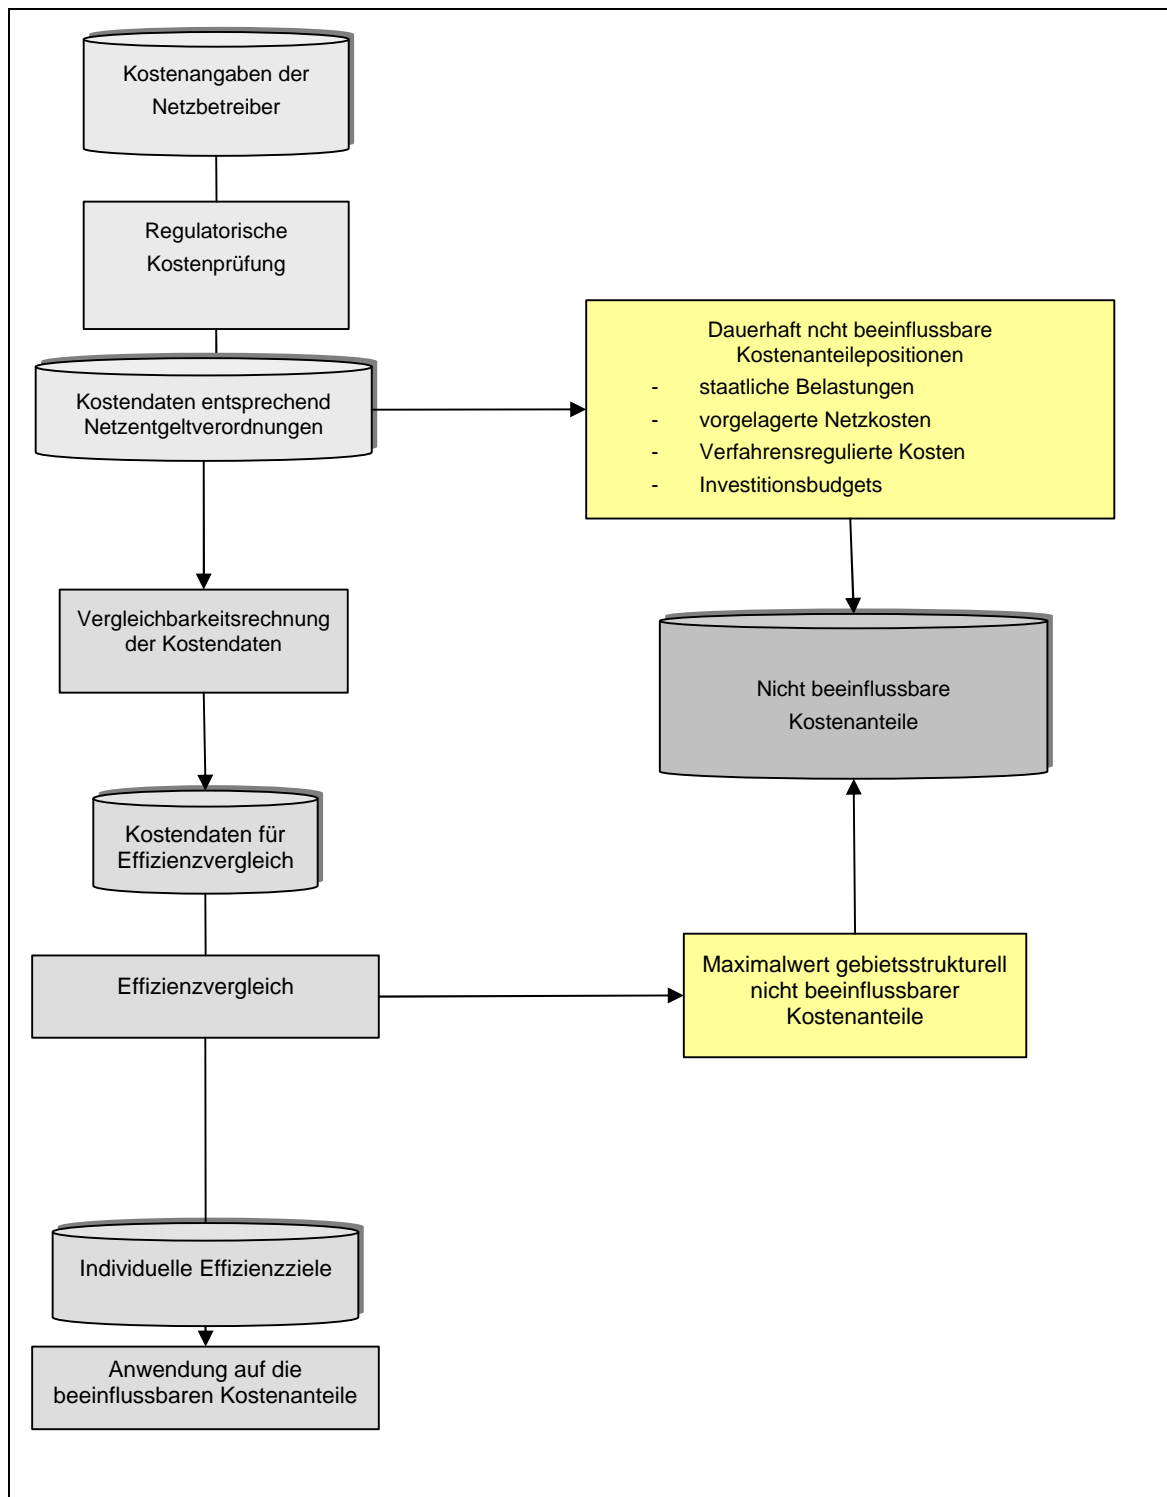 Kostenangaben der
Netzbetreiber
Regulatorische
Kostenprüfung
Dauerhaft ncht beeinflussbare
Kostenanteilepositionen
- staatliche Belastungen
- vorgelagerte Netzkosten
- Verfahrensregulierte Kosten
- Investitionsbudgets
Kostendaten entsprechend
Netzentgeltverordnungen
Vergleichbarkeitsrechnung
der Kostendaten
Nicht beeinflussbare
Kostenanteile
Kostendaten für
Effizienzvergleich
Effizienzvergleich
Maximalwert gebietsstrukturell
nicht beeinflussbarer
Kostenanteile
Individuelle Effizienzziele
Anwendung auf die
beeinflussbaren Kostenanteile